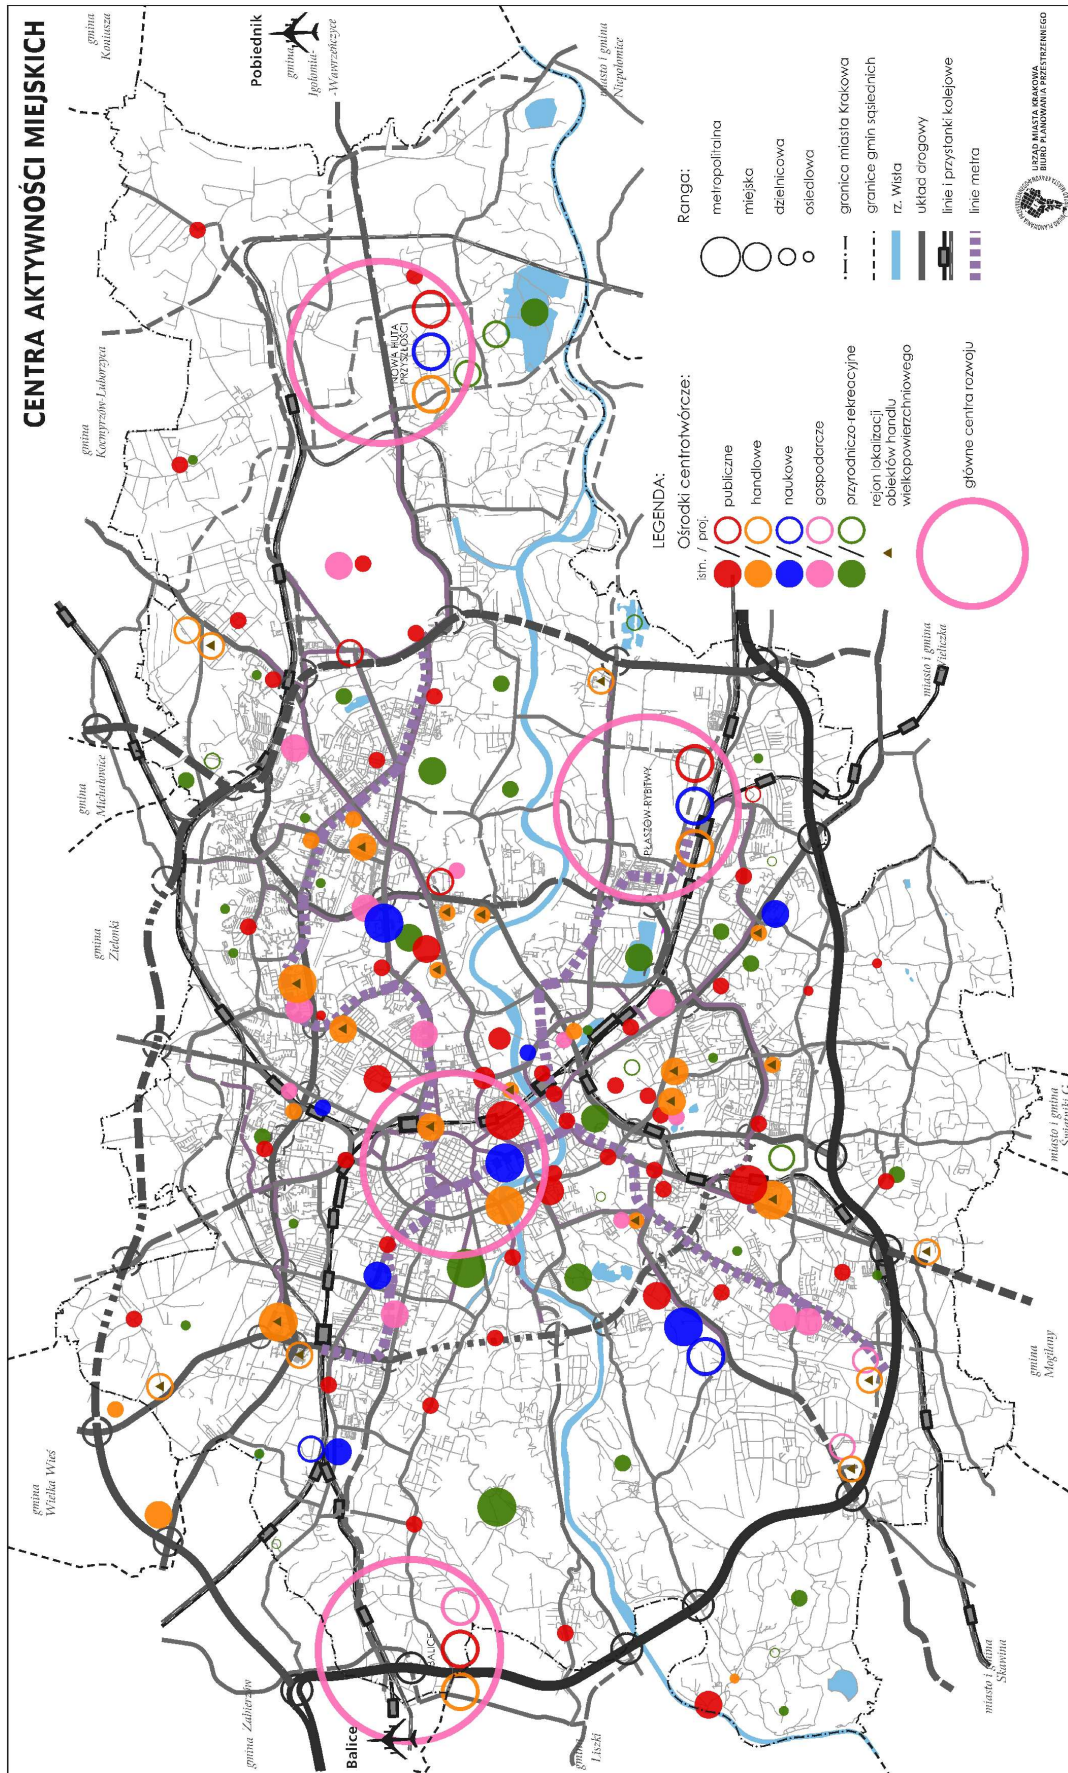 CENTRA AKTYWNOŚCI MIEJSKICH
gmina
Wielka Wieś
gmina
Zielonki
gmina
Michałowice
gmina
Kocmyrzów-Luborzyca
gmina
Koniusza
Pobiednik
gmina
Igołomia-
-Wawrzeńczyce
gmina Zabierzów
Balice
BALICE
NOWA HUTA
PRZYSZŁOŚCI
PŁASZÓW-RYBITWY
miasto i gmina
Niepołomice
gmina
Liszki
miasto i gmina
Skawina
gmina
Mogilany
miasto i gmina
miasto i gmina
Wieliczka
LEGENDA:
Ośrodki centrotwórcze:
istn. / proj.
publiczne
handlowe
naukowe
gospodarcze
przyrodniczo-rekreacyjne
rejon lokalizacji
obiektów handlu
wielkopowierzchniowego
główne centra rozwoju
Ranga:
metropolitalna
miejska
dzielnicowa
osiedlowa
granica miasta Krakowa
granice gmin sąsiednich
rz. Wisła
układ drogowy
linie i przystanki kolejowe
linie metra
URZĄD MIASTA KRAKOWA
BIURO PLANOWANIA PRZESTRZENNEGO